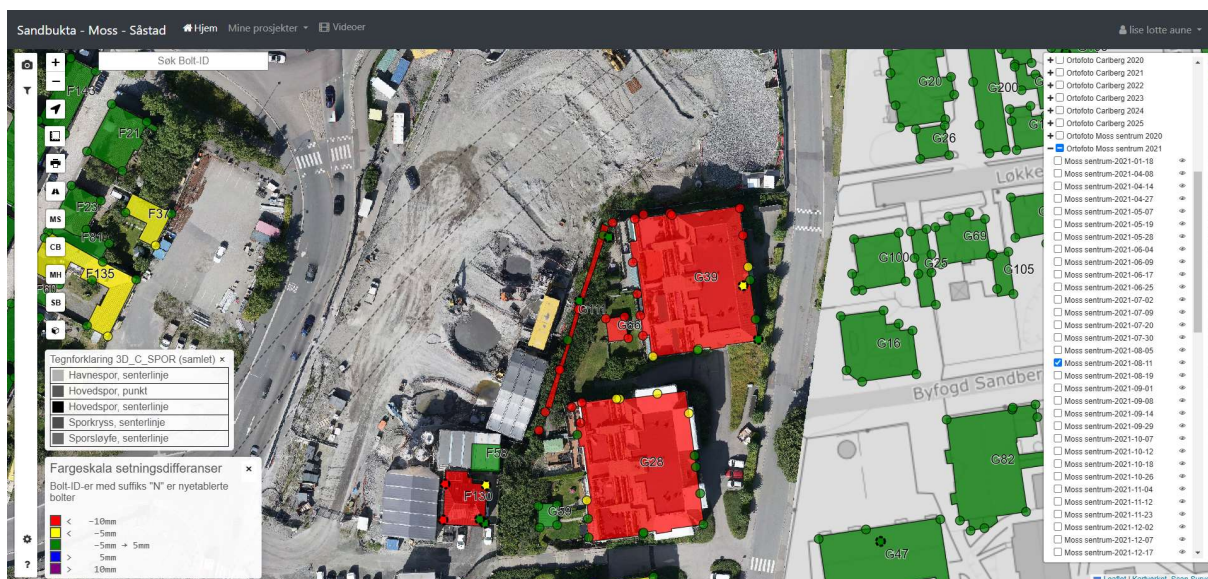 Sandbukta - Moss - Såstad
Hjem
Mine prosjekter
Videoer
lise lotte aune
Søk Bolt-ID
+
−
MS
CB
MH
SB
?
F143
F21
F23
F37
F81
F135
F60
G39
G66
G28
F58
F130
G59
G20
G200
G26
Løkke
G69
G100
G25
G105
G16
Byfogd Sandber
G82
G47
Tegnforklaring 3D_C_SPOR (samlet) ×
Havnespor, senterlinje
Hovedspor, punkt
Hovedspor, senterlinje
Sporkryss, senterlinje
Sporsløyfe, senterlinje
Fargeskala setningsdifferanser ×
Bolt-ID-er med suffiks "N" er nyetablerte
bolter
< -10mm
< -5mm
-5mm → 5mm
> 5mm
> 10mm
Ortofoto Carlberg 2020
Ortofoto Carlberg 2021
Ortofoto Carlberg 2022
Ortofoto Carlberg 2023
Ortofoto Carlberg 2024
Ortofoto Carlberg 2025
Ortofoto Moss sentrum 2020
Ortofoto Moss sentrum 2021
Moss sentrum-2021-01-18
Moss sentrum-2021-04-08
Moss sentrum-2021-04-14
Moss sentrum-2021-04-27
Moss sentrum-2021-05-07
Moss sentrum-2021-05-19
Moss sentrum-2021-05-28
Moss sentrum-2021-06-04
Moss sentrum-2021-06-09
Moss sentrum-2021-06-17
Moss sentrum-2021-06-25
Moss sentrum-2021-07-02
Moss sentrum-2021-07-09
Moss sentrum-2021-07-20
Moss sentrum-2021-07-30
Moss sentrum-2021-08-05
Moss sentrum-2021-08-11
Moss sentrum-2021-08-19
Moss sentrum-2021-09-01
Moss sentrum-2021-09-08
Moss sentrum-2021-09-14
Moss sentrum-2021-09-29
Moss sentrum-2021-10-07
Moss sentrum-2021-10-12
Moss sentrum-2021-10-18
Moss sentrum-2021-10-26
Moss sentrum-2021-11-04
Moss sentrum-2021-11-12
Moss sentrum-2021-11-23
Moss sentrum-2021-12-02
Moss sentrum-2021-12-07
Moss sentrum-2021-12-17
Leaflet | Kartverket